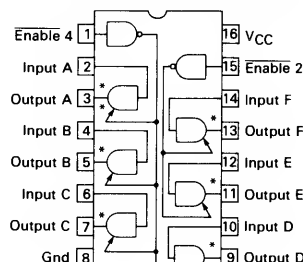 Enable 4 1 16 VCC
Input A 2 15 Enable 2
Output A 3 * * 14 Input F
Input B 4 * 13 Output F
Output B 5 * 12 Input E
Input C 6 * 11 Output E
Output C 7 * 10 Input D
Gnd 8 * 9 Output D